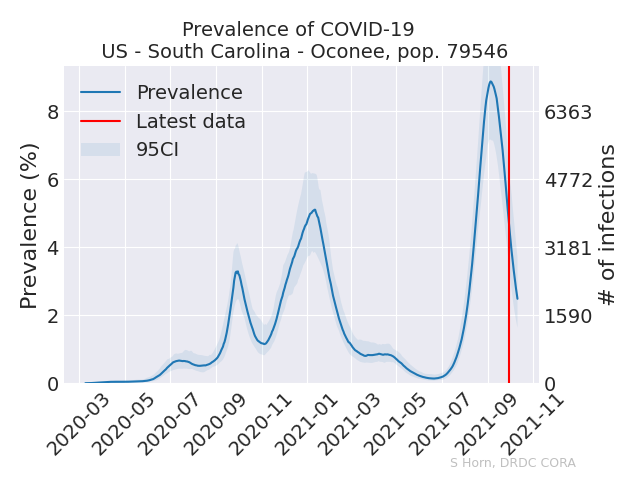 Prevalence of COVID-19
US - South Carolina - Oconee, pop. 79546
Prevalence
Latest data
95CI
Prevalence (%)
8
6
4
2
0
6363
4772
3181
1590
0
# of infections
2020-03
2020-05
2020-07
2020-09
2020-11
2021-01
2021-03
2021-05
2021-07
2021-09
2021-11
S Horn, DRDC CORA